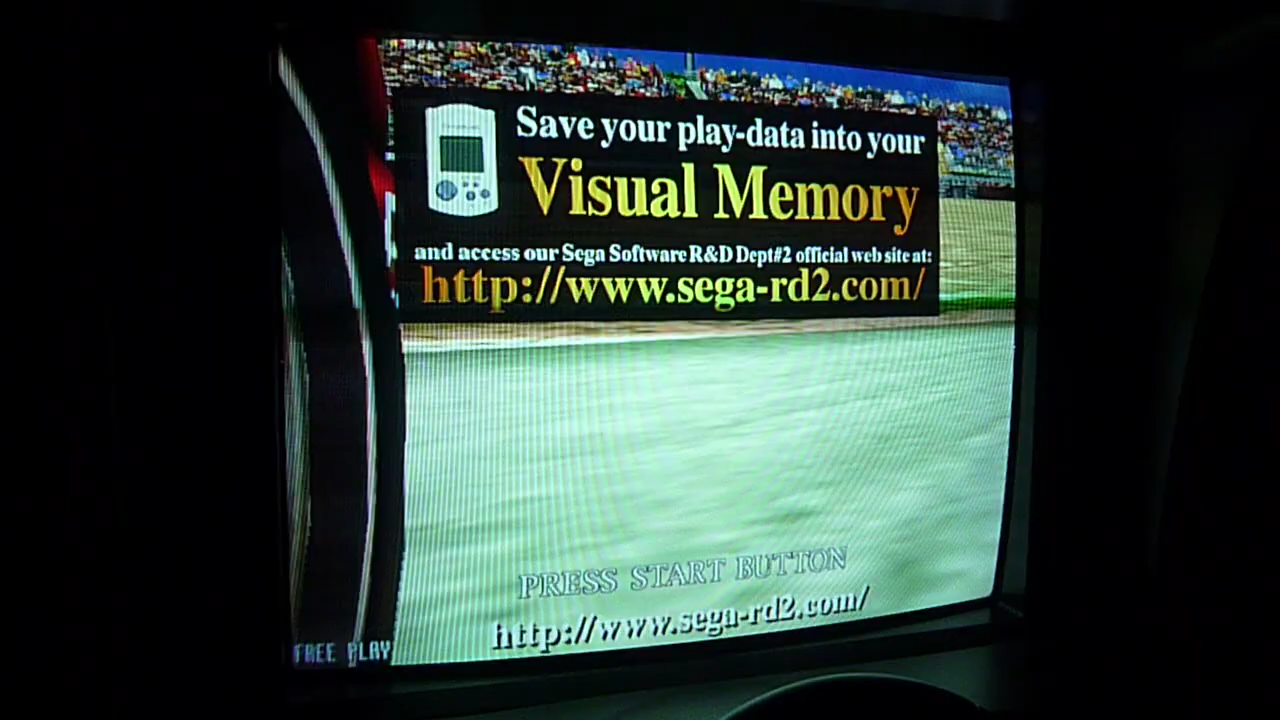 Save your play-data into your
Visual Memory
and access our Sega Software R&D Dept#2 official web site at:
http://www.sega-rd2.com/
PRESS START BUTTON
http://www.sega-rd2.com/
FREE PLAY